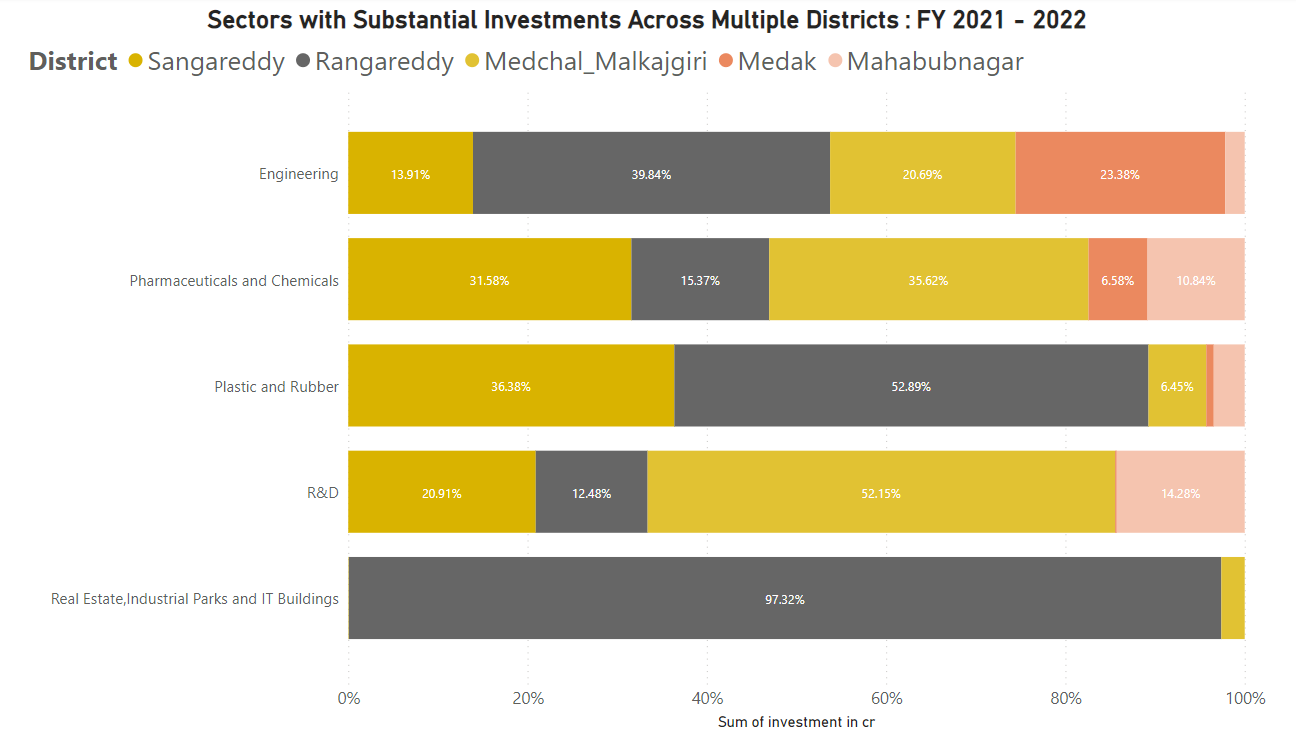 Sectors with Substantial Investments Across Multiple Districts : FY 2021 - 2022
District Sangareddy Rangareddy Medchal_Malkajgiri Medak Mahabubnagar
Engineering 13.91% 39.84% 20.69% 23.38%
Pharmaceuticals and Chemicals 31.58% 15.37% 35.62% 6.58% 10.84%
Plastic and Rubber 36.38% 52.89% 6.45%
R&D 20.91% 12.48% 52.15% 14.28%
Real Estate,Industrial Parks and IT Buildings 97.32%
0% 20% 40% 60% 80% 100%
Sum of investment in cr